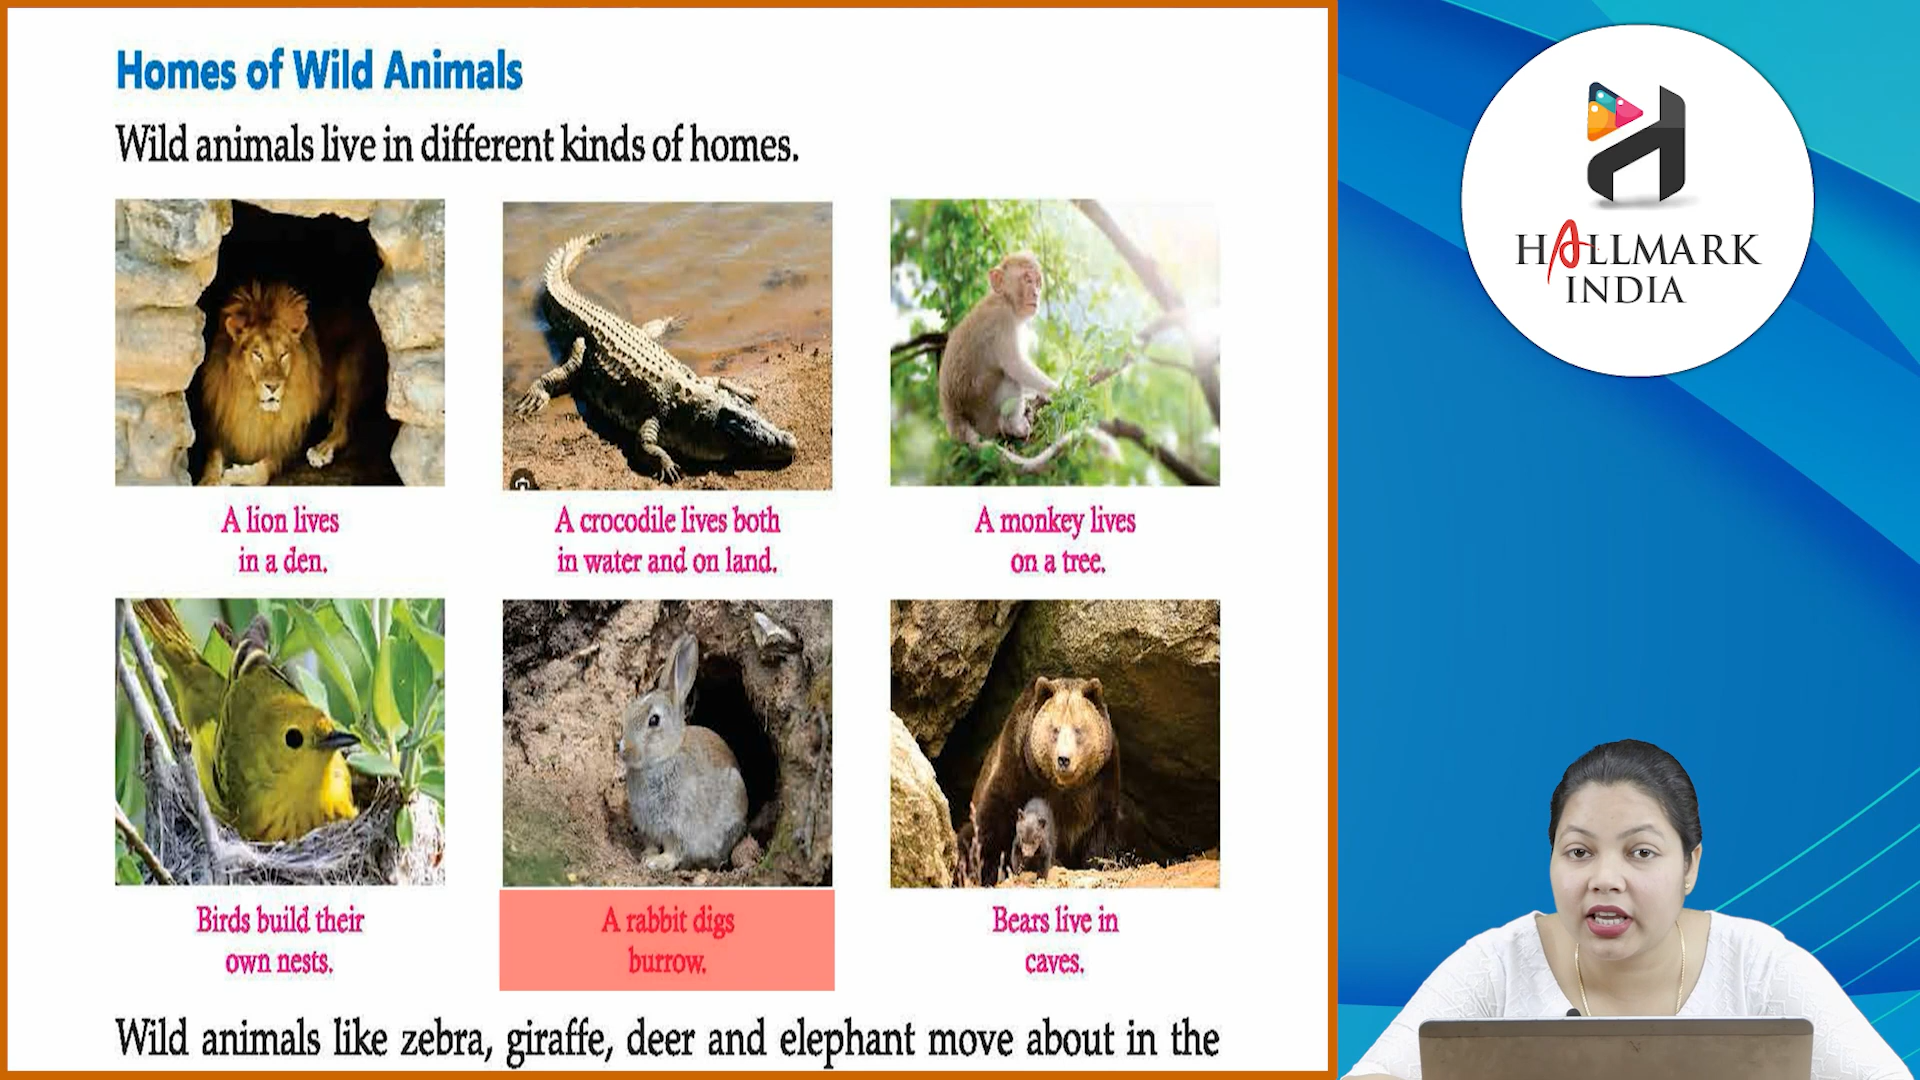 Homes of Wild Animals
Wild animals live in different kinds of homes.
A lion lives
in a den.
A crocodile lives both
in water and on land.
A monkey lives
on a tree.
Birds build their
own nests.
A rabbit digs
burrow.
Bears live in
caves.
Wild animals like zebra, giraffe, deer and elephant move about in the
HALLMARK
INDIA